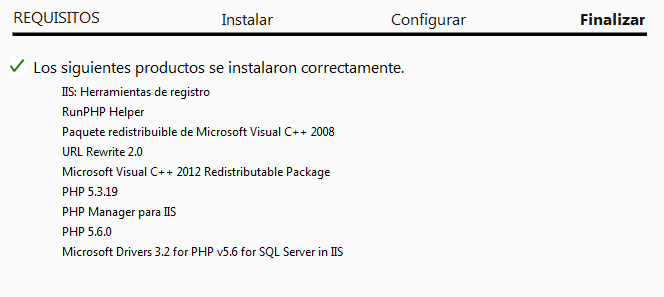 REQUISITOS Instalar Configurar Finalizar
Los siguientes productos se instalaron correctamente.
IIS: Herramientas de registro
RunPHP Helper
Paquete redistribuible de Microsoft Visual C++ 2008
URL Rewrite 2.0
Microsoft Visual C++ 2012 Redistributable Package
PHP 5.3.19
PHP Manager para IIS
PHP 5.6.0
Microsoft Drivers 3.2 for PHP v5.6 for SQL Server in IIS